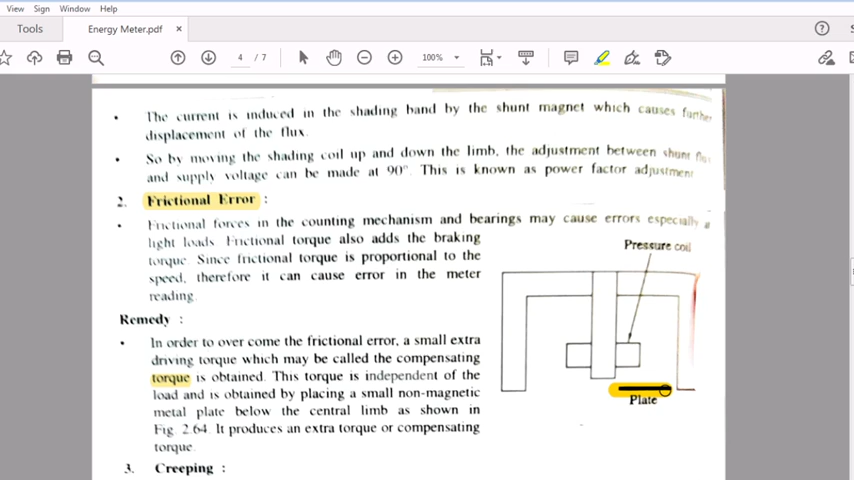 View Sign Window Help
Tools
Energy Meter.pdf ×
4 / 7
100%
• The current is induced in the shading band by the shunt magnet which causes further
displacement of the flux.
• So by moving the shading coil up and down the limb, the adjustment between shunt
and supply voltage can be made at 90°. This is known as power factor adjustment
2. Frictional Error :
• Frictional forces in the counting mechanism and bearings may cause errors especially
light loads. Frictional torque also adds the braking
torque. Since frictional torque is proportional to the
speed, therefore it can cause error in the meter
reading.
Pressure coil
Remedy :
• In order to over come the frictional error, a small extra
driving torque which may be called the compensating
torque is obtained. This torque is independent of the
load and is obtained by placing a small non-magnetic
metal plate below the central limb as shown in
Fig. 2.64. It produces an extra torque or compensating
torque.
Plate
3. Creeping :